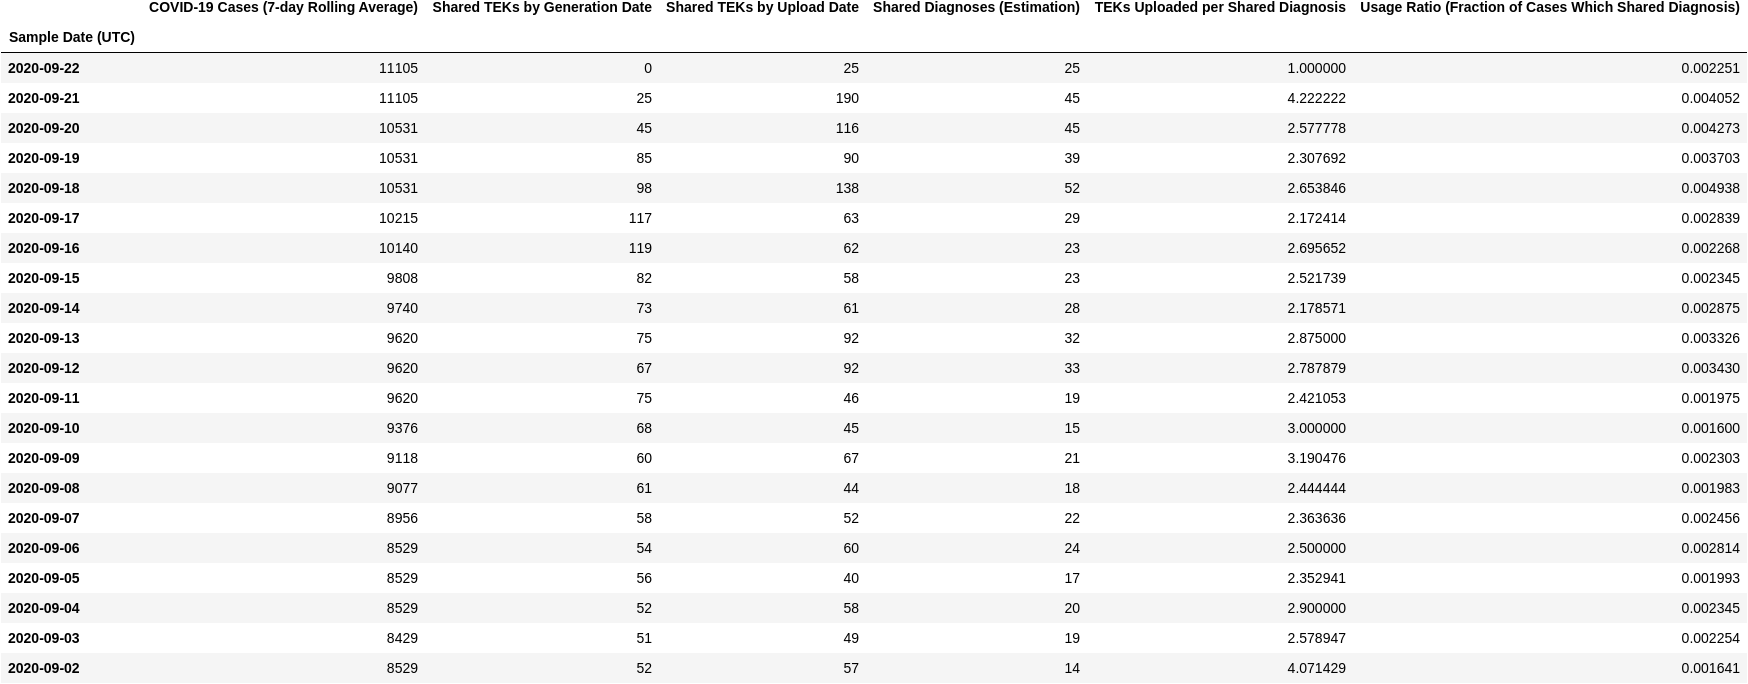 COVID-19 Cases (7-day Rolling Average) Shared TEKs by Generation Date Shared TEKs by Upload Date Shared Diagnoses (Estimation) TEKs Uploaded per Shared Diagnosis Usage Ratio (Fraction of Cases Which Shared Diagnosis)
Sample Date (UTC)
2020-09-22 11105 0 25 25 1.000000 0.002251
2020-09-21 11105 25 190 45 4.222222 0.004052
2020-09-20 10531 45 116 45 2.577778 0.004273
2020-09-19 10531 85 90 39 2.307692 0.003703
2020-09-18 10531 98 138 52 2.653846 0.004938
2020-09-17 10215 117 63 29 2.172414 0.002839
2020-09-16 10140 119 62 23 2.695652 0.002268
2020-09-15 9808 82 58 23 2.521739 0.002345
2020-09-14 9740 73 61 28 2.178571 0.002875
2020-09-13 9620 75 92 32 2.875000 0.003326
2020-09-12 9620 67 92 33 2.787879 0.003430
2020-09-11 9620 75 46 19 2.421053 0.001975
2020-09-10 9376 68 45 15 3.000000 0.001600
2020-09-09 9118 60 67 21 3.190476 0.002303
2020-09-08 9077 61 44 18 2.444444 0.001983
2020-09-07 8956 58 52 22 2.363636 0.002456
2020-09-06 8529 54 60 24 2.500000 0.002814
2020-09-05 8529 56 40 17 2.352941 0.001993
2020-09-04 8529 52 58 20 2.900000 0.002345
2020-09-03 8429 51 49 19 2.578947 0.002254
2020-09-02 8529 52 57 14 4.071429 0.001641